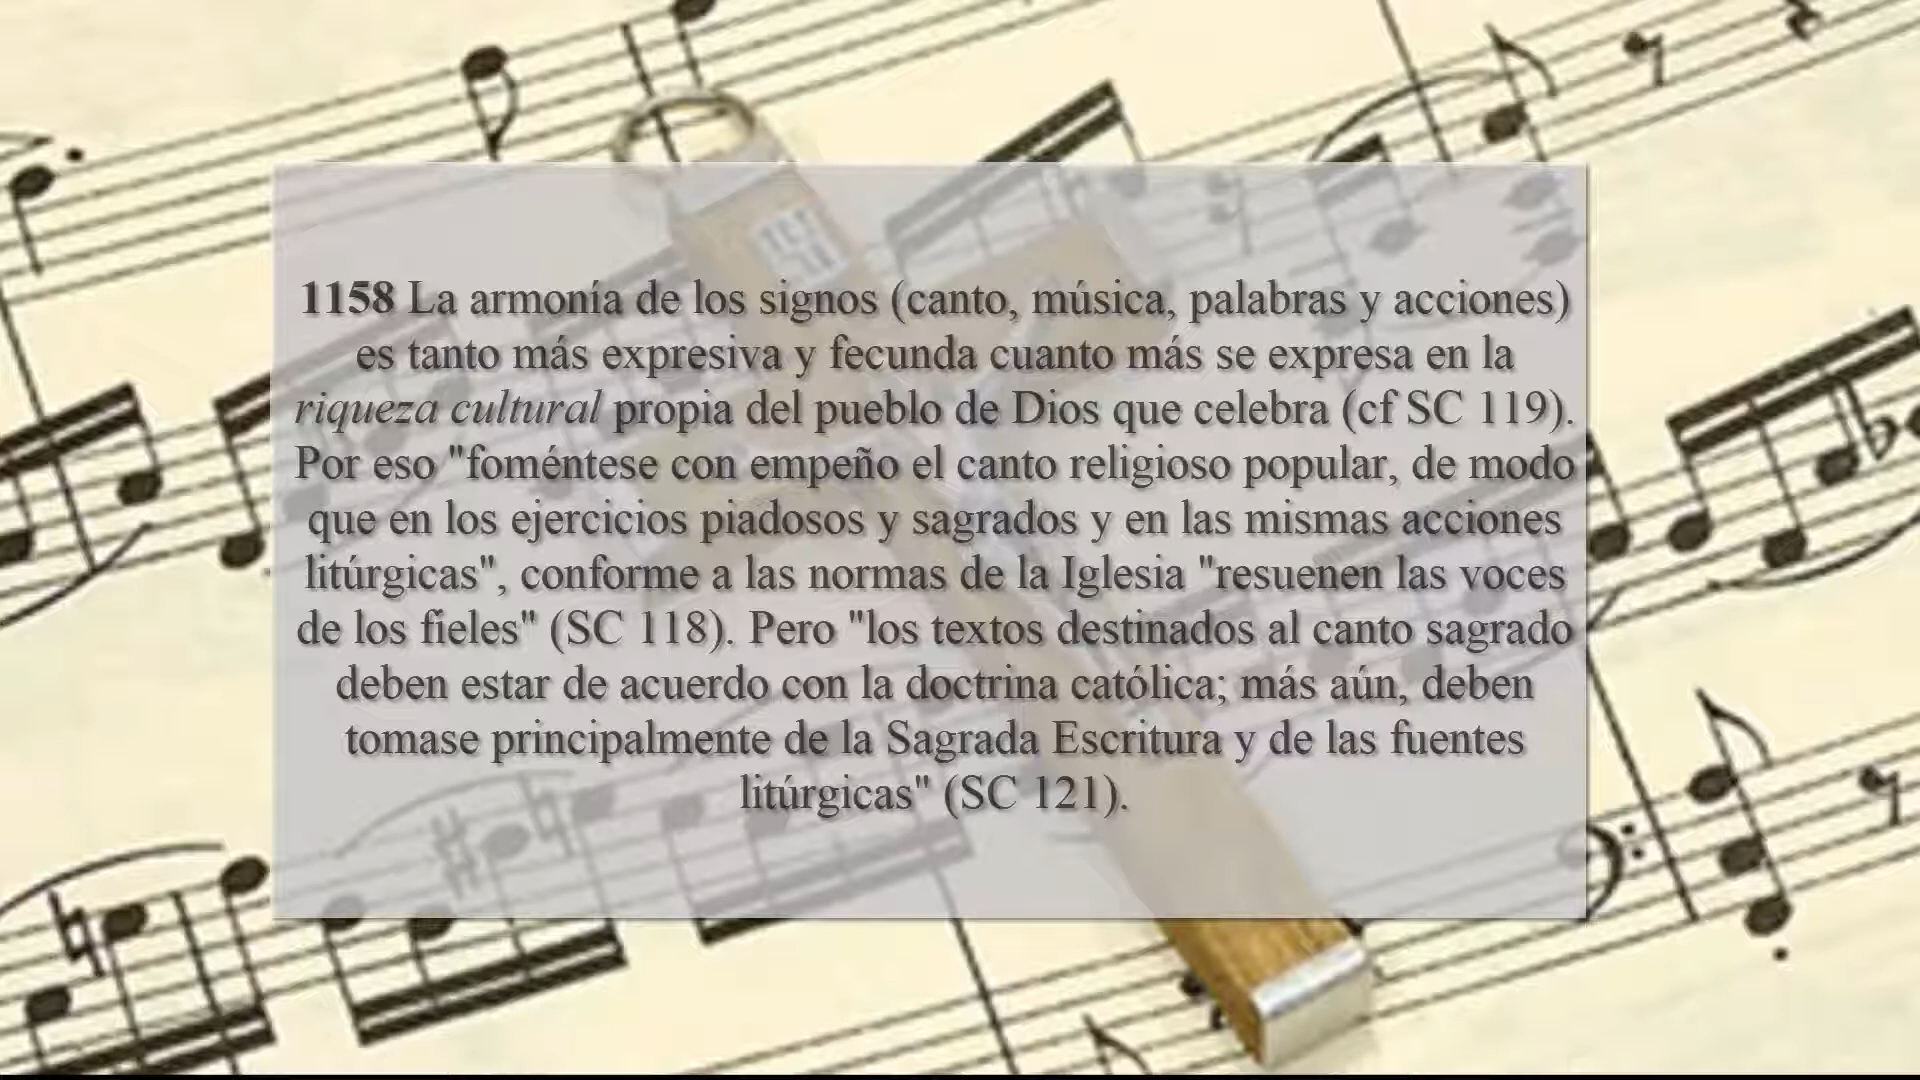 1158 La armonía de los signos (canto, música, palabras y acciones)
es tanto más expresiva y fecunda cuanto más se expresa en la
riqueza cultural propia del pueblo de Dios que celebra (cf SC 119).
Por eso "foméntese con empeño el canto religioso popular, de modo
que en los ejercicios piadosos y sagrados y en las mismas acciones
litúrgicas", conforme a las normas de la Iglesia "resuenen las voces
de los fieles" (SC 118). Pero "los textos destinados al canto sagrado
deben estar de acuerdo con la doctrina católica; más aún, deben
tomase principalmente de la Sagrada Escritura y de las fuentes
litúrgicas" (SC 121).